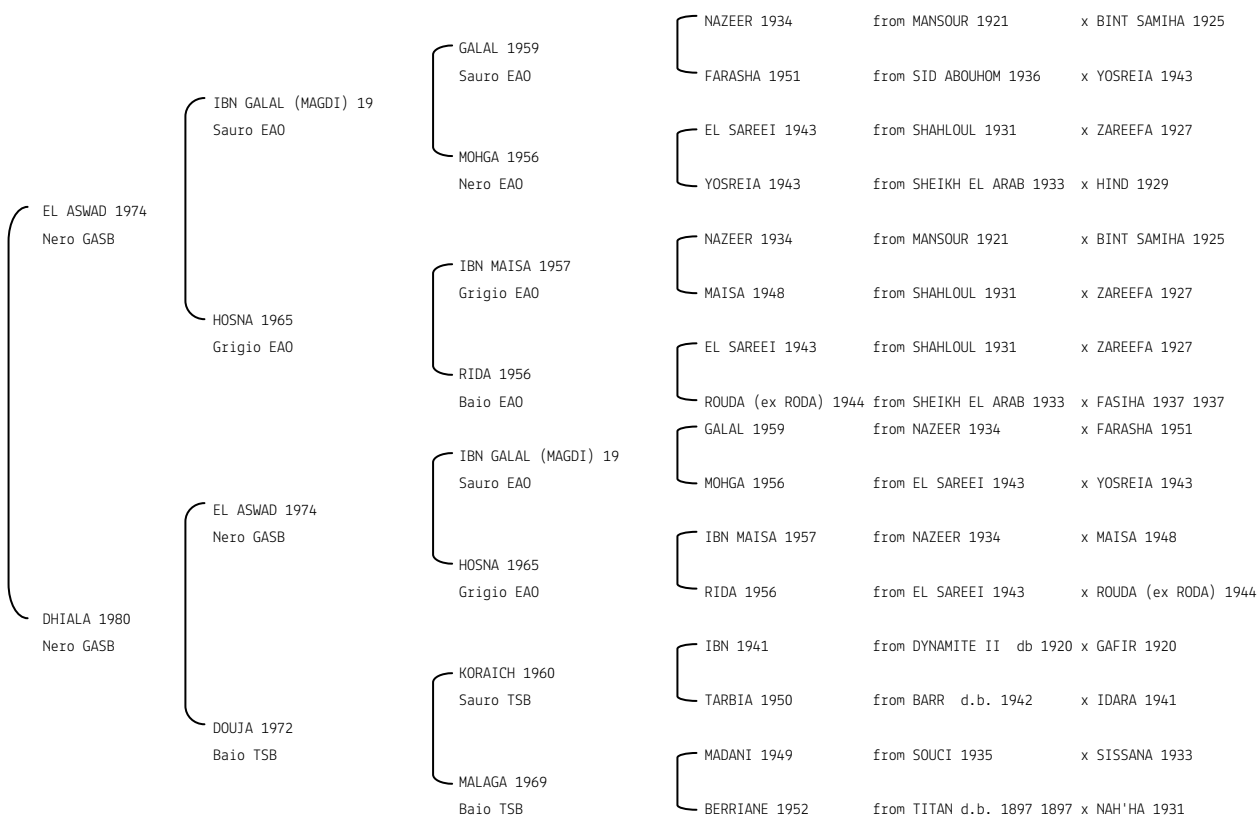 NAZEER 1934 from MANSOUR 1921 x BINT SAMIHA 1925
GALAL 1959
Sauro EAO
FARASHA 1951 from SID ABOUHOM 1936 x YOSREIA 1943
IBN GALAL (MAGDI) 19
Sauro EAO
EL SAREEI 1943 from SHAHLOUL 1931 x ZAREEFA 1927
MOHGA 1956
Nero EAO
YOSREIA 1943 from SHEIKH EL ARAB 1933 x HIND 1929
EL ASWAD 1974
Nero GASB
NAZEER 1934 from MANSOUR 1921 x BINT SAMIHA 1925
IBN MAISA 1957
Grigio EAO
MAISA 1948 from SHAHLOUL 1931 x ZAREEFA 1927
HOSNA 1965
Grigio EAO
EL SAREEI 1943 from SHAHLOUL 1931 x ZAREEFA 1927
RIDA 1956
Baio EAO
ROUDA (ex RODA) 1944 from SHEIKH EL ARAB 1933 x FASIHA 1937 1937
GALAL 1959 from NAZEER 1934 x FARASHA 1951
IBN GALAL (MAGDI) 19
Sauro EAO
MOHGA 1956 from EL SAREEI 1943 x YOSREIA 1943
EL ASWAD 1974
Nero GASB
IBN MAISA 1957 from NAZEER 1934 x MAISA 1948
HOSNA 1965
Grigio EAO
RIDA 1956 from EL SAREEI 1943 x ROUDA (ex RODA) 1944
DHIALA 1980
Nero GASB
IBN 1941 from DYNAMITE II db 1920 x GAFIR 1920
KORAICH 1960
Sauro TSB
TARBIA 1950 from BARR d.b. 1942 x IDARA 1941
DOUJA 1972
Baio TSB
MADANI 1949 from SOUCI 1935 x SISSANA 1933
MALAGA 1969
Baio TSB
BERRIANE 1952 from TITAN d.b. 1897 1897 x NAH'HA 1931